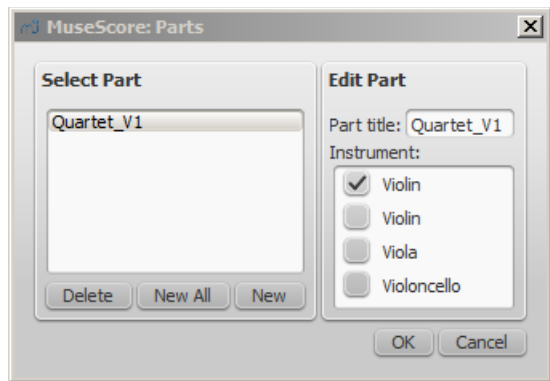 MuseScore: Parts
Select Part
Quartet_V1
Delete
New All
New
Edit Part
Part title: Quartet_V1
Instrument:
Violin
Violin
Viola
Violoncello
OK
Cancel